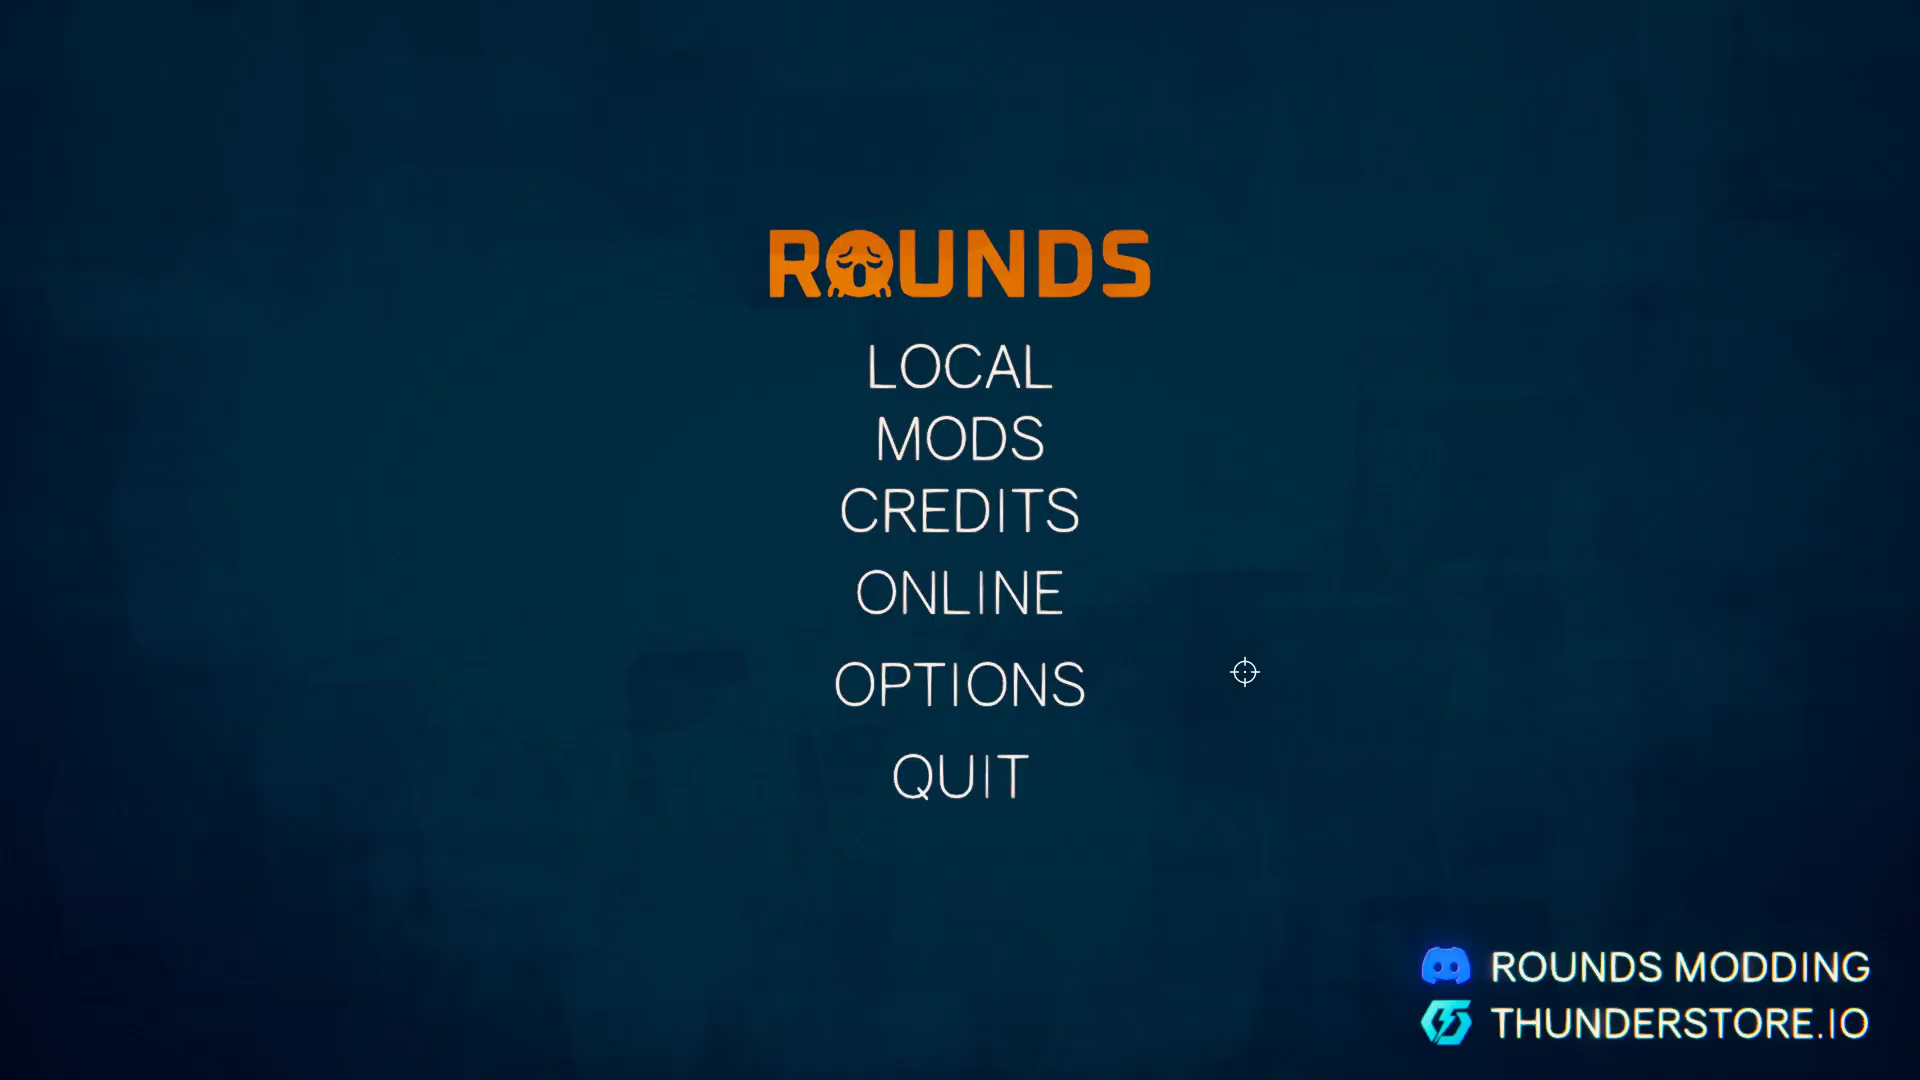 ROUNDS
LOCAL
MODS
CREDITS
ONLINE
OPTIONS
QUIT
ROUNDS MODDING
THUNDERSTORE.IO